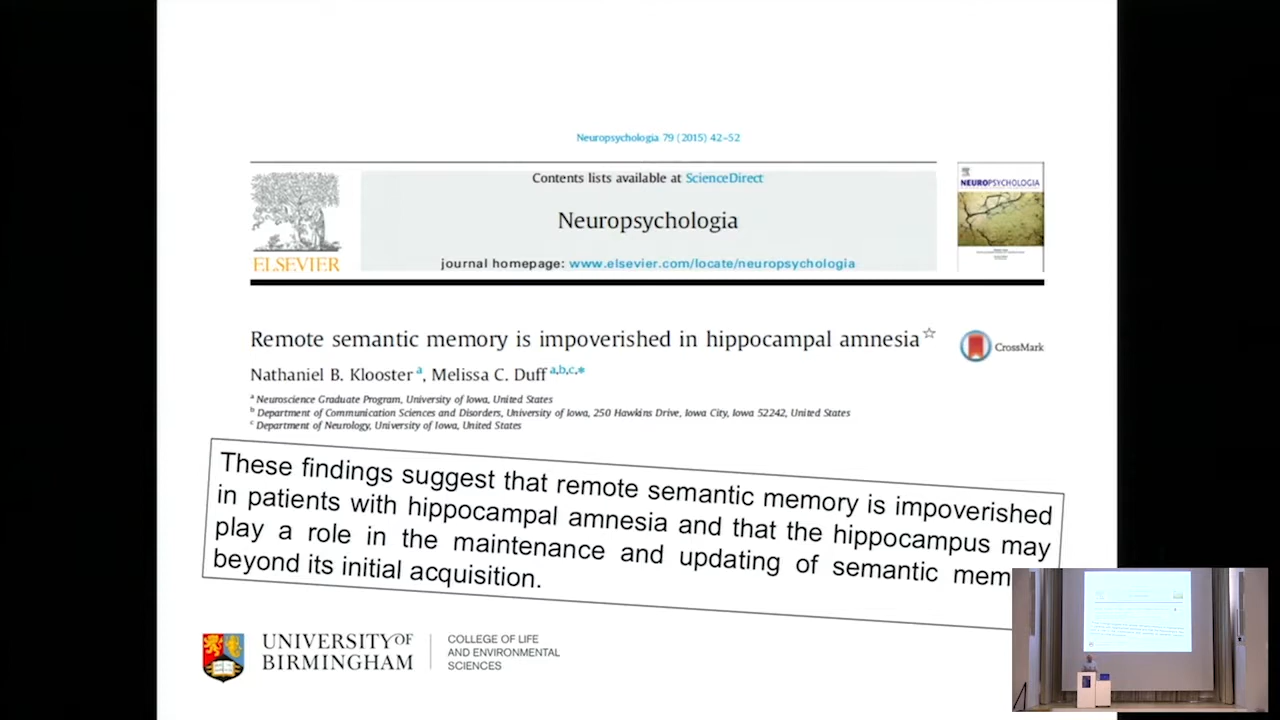 Neuropsychologia 79 (2015) 42–52
Contents lists available at ScienceDirect
Neuropsychologia
journal homepage: www.elsevier.com/locate/neuropsychologia
ELSEVIER
NEUROPSYCHOLOGIA
Remote semantic memory is impoverished in hippocampal amnesia☆
CrossMark
Nathaniel B. Klooster a, Melissa C. Duff a,b,c,*
a Neuroscience Graduate Program, University of Iowa, United States
b Department of Communication Sciences and Disorders, University of Iowa, 250 Hawkins Drive, Iowa City, Iowa 52242, United States
c Department of Neurology, University of Iowa, United States
These findings suggest that remote semantic memory is impoverished
in patients with hippocampal amnesia and that the hippocampus may
play a role in the maintenance and updating of semantic mem
beyond its initial acquisition.
UNIVERSITY OF
BIRMINGHAM
COLLEGE OF LIFE
AND ENVIRONMENTAL
SCIENCES